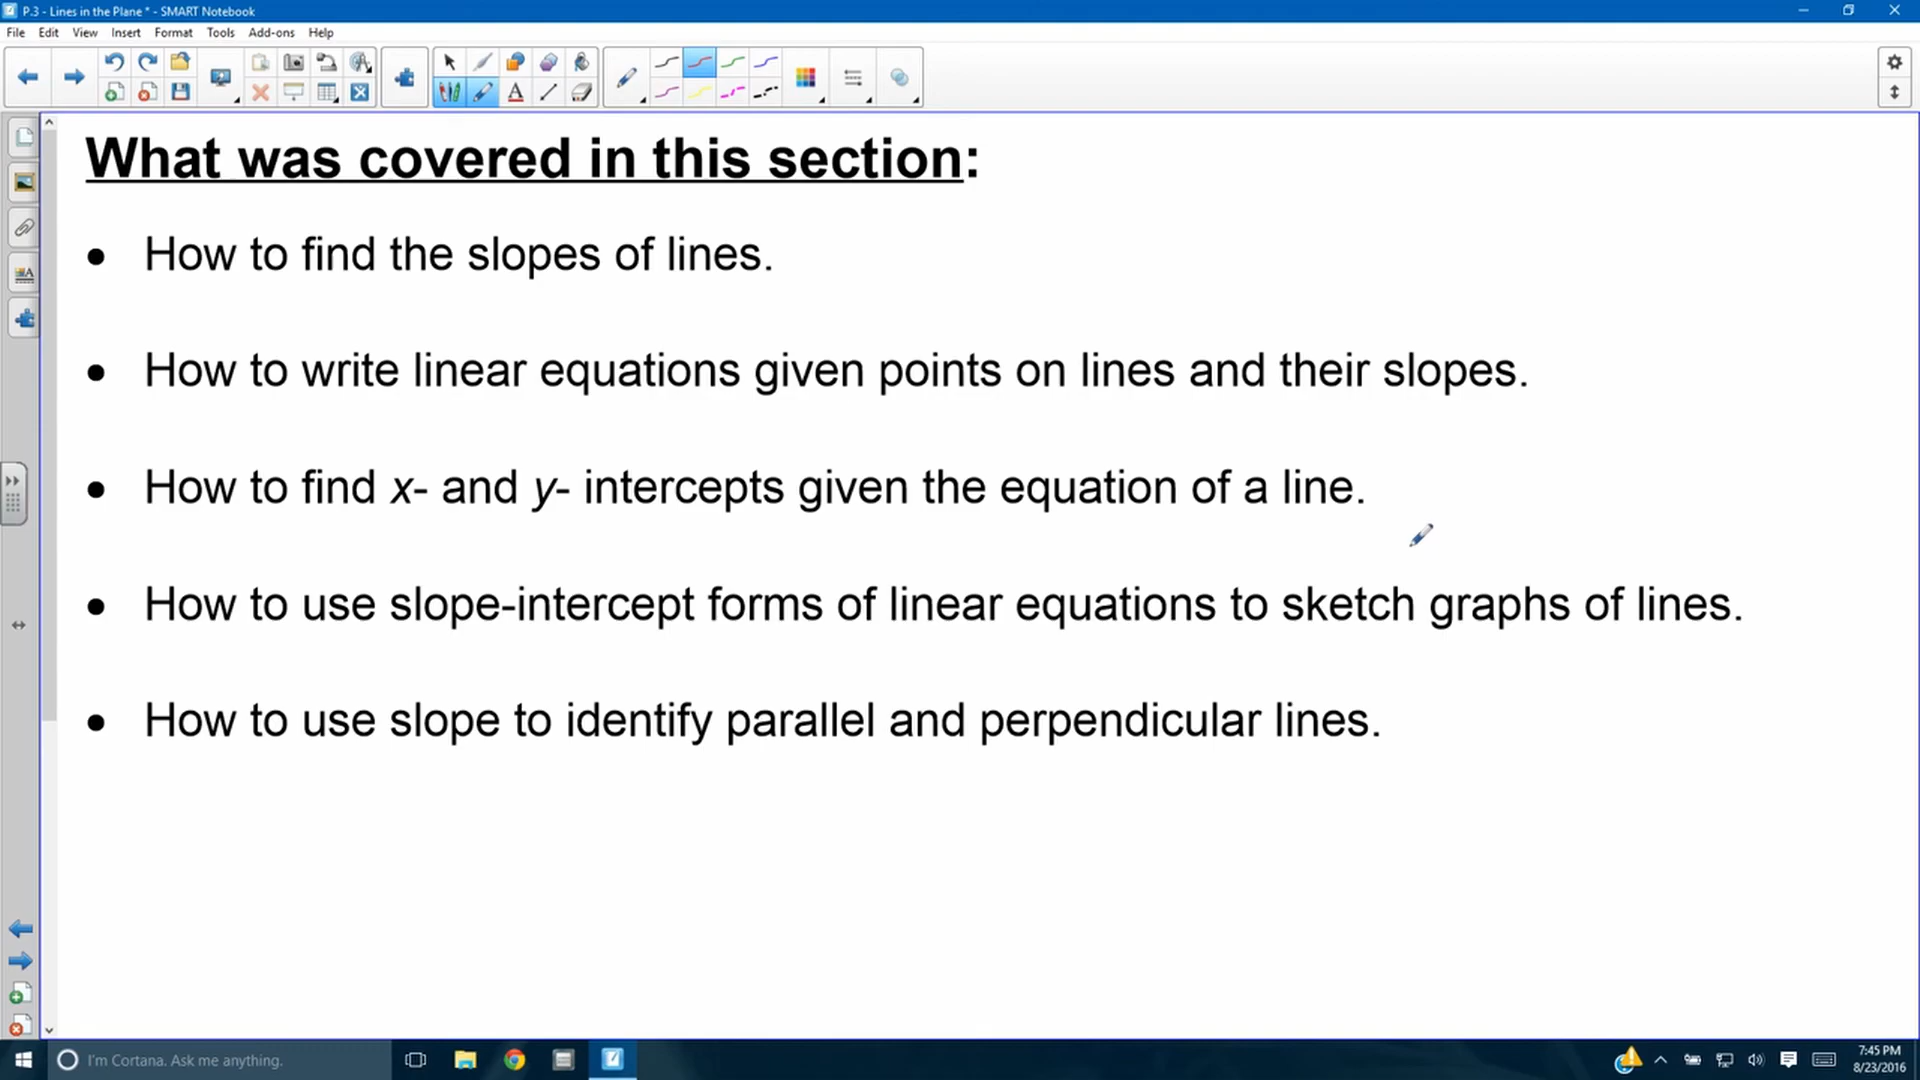 P.3 - Lines in the Plane * - SMART Notebook
File Edit View Insert Format Tools Add-ons Help
What was covered in this section:
• How to find the slopes of lines.
• How to write linear equations given points on lines and their slopes.
• How to find x- and y- intercepts given the equation of a line.
• How to use slope-intercept forms of linear equations to sketch graphs of lines.
• How to use slope to identify parallel and perpendicular lines.
I'm Cortana. Ask me anything.
7:45 PM
8/23/2016